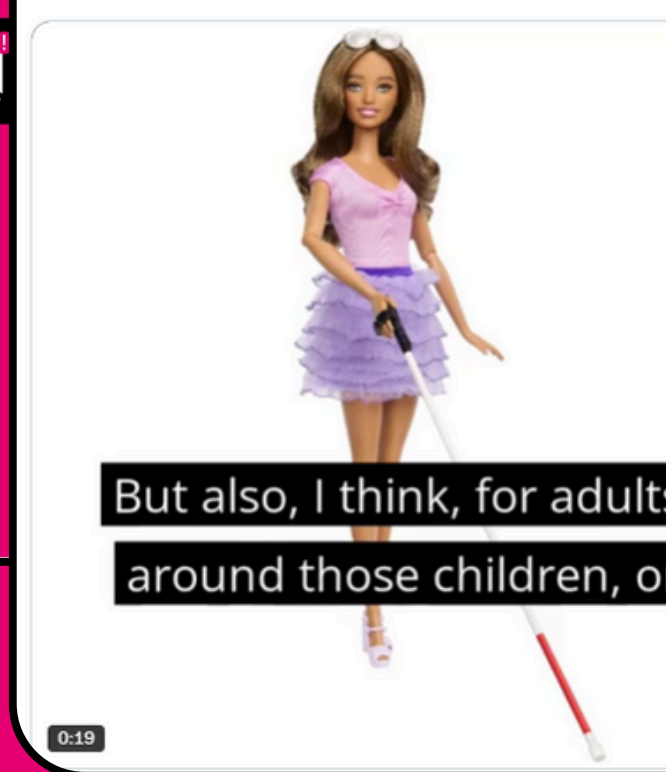 !
But also, I think, for adults
around those children, o
0:19